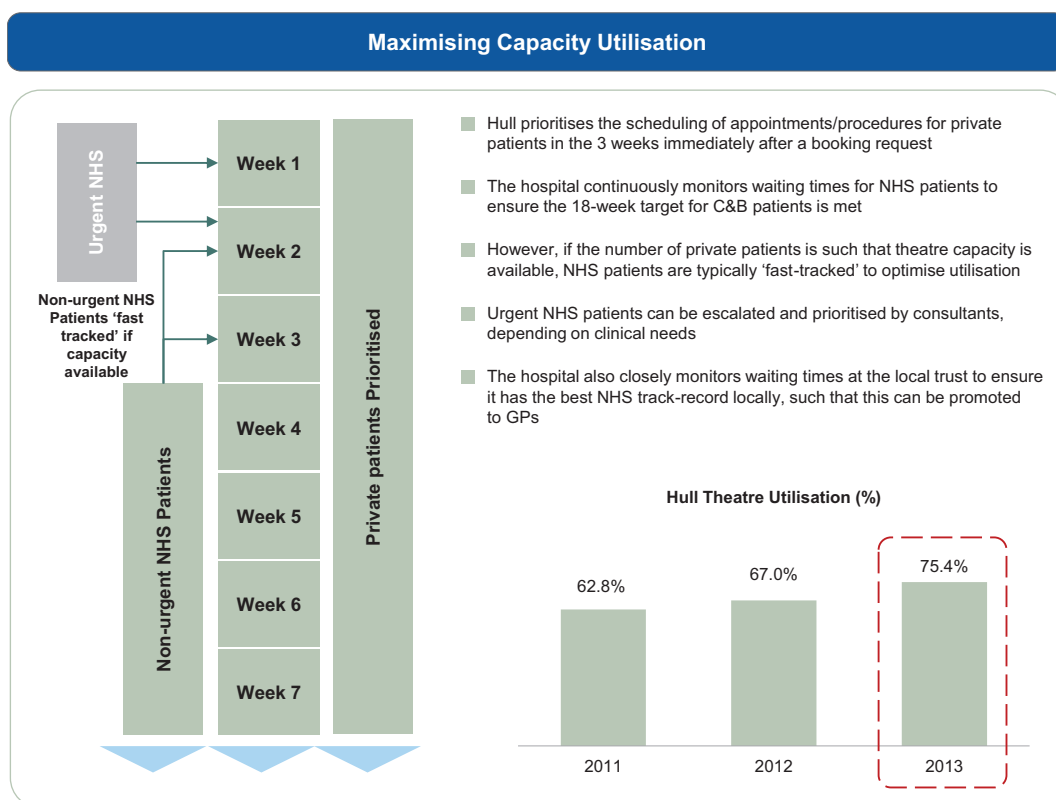 Maximising Capacity Utilisation
Urgent NHS
Non-urgent NHS
Patients ‘fast
tracked’ if
capacity
available
Non-urgent NHS Patients
Week 1
Week 2
Week 3
Week 4
Week 5
Week 6
Week 7
Private patients Prioritised
Hull prioritises the scheduling of appointments/procedures for private
patients in the 3 weeks immediately after a booking request
The hospital continuously monitors waiting times for NHS patients to
ensure the 18-week target for C&B patients is met
However, if the number of private patients is such that theatre capacity is
available, NHS patients are typically ‘fast-tracked’ to optimise utilisation
Urgent NHS patients can be escalated and prioritised by consultants,
depending on clinical needs
The hospital also closely monitors waiting times at the local trust to ensure
it has the best NHS track-record locally, such that this can be promoted
to GPs
Hull Theatre Utilisation (%)
62.8%
67.0%
75.4%
2011
2012
2013